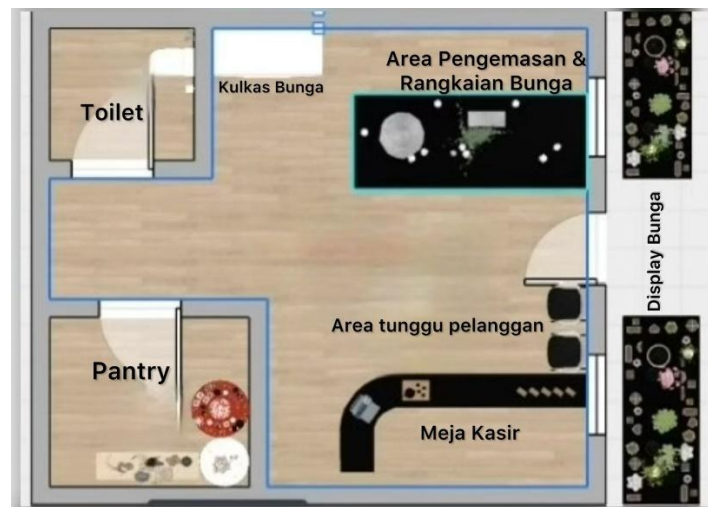 Area Pengemasan &
Rangkaian Bunga
Kulkas Bunga
Toilet
Display Bunga
Area tunggu pelanggan
Pantry
Meja Kasir